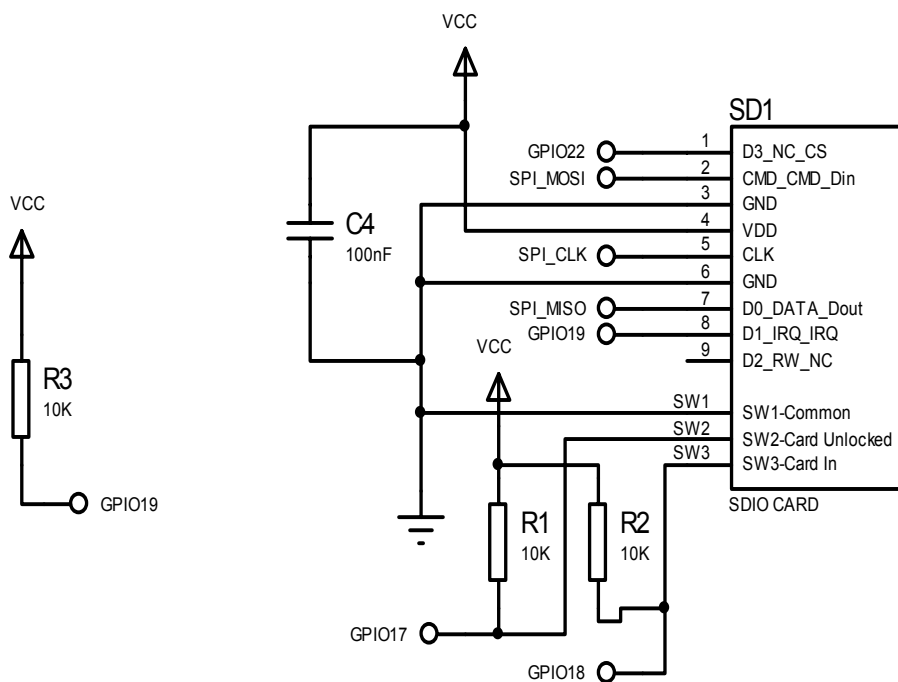 VCC
SD1
GPIO22 1 D3_NC_CS
SPI_MOSI 2 CMD_CMD_Din
3 GND
VCC
C4
4 VDD
100nF
SPI_CLK 5 CLK
6 GND
SPI_MISO 7 D0_DATA_Dout
GPIO19 8 D1_IRQ_IRQ
VCC
9 D2_RW_NC
R3
10K
SW1 SW1-Common
SW2 SW2-Card Unlocked
SW3 SW3-Card In
GPIO19
SDIO CARD
R1
10K
R2
10K
GPIO17
GPIO18